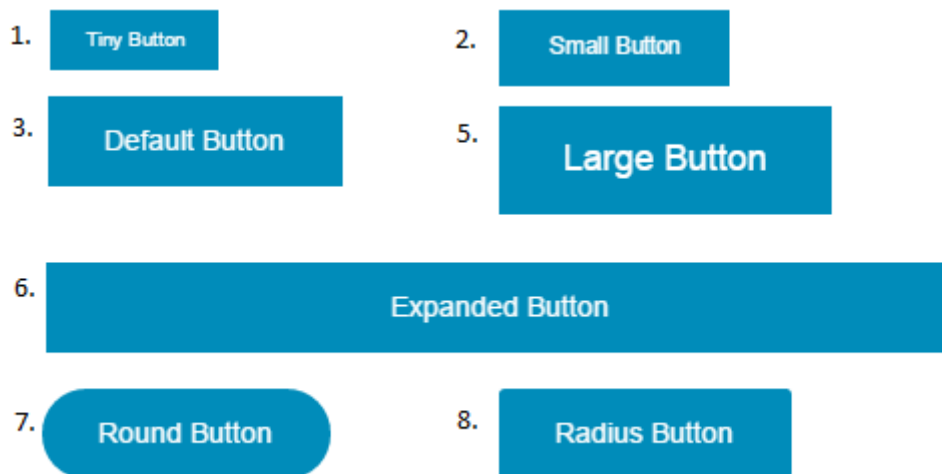 1. Tiny Button
2. Small Button
3. Default Button
5. Large Button
6. Expanded Button
7. Round Button
8. Radius Button